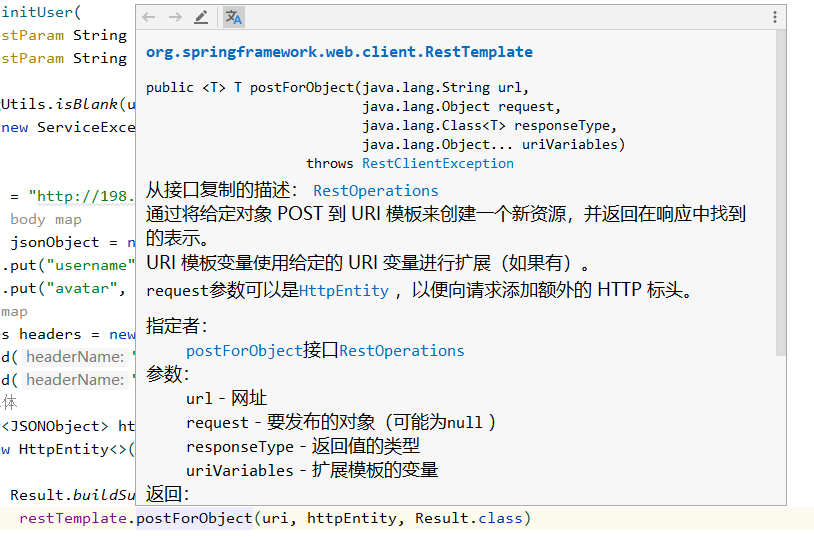 initUser(
stParam String
stParam String
gUtils.isBlank(u
new ServiceExce
= "http://198.
body map
jsonObject = n
.put("username"
.put("avatar",
map
s headers = new
d( headerName: "
d( headerName: "
体
<JSONObject> ht
w HttpEntity<>(
Result.buildSu
restTemplate.postForObject(uri, httpEntity, Result.class)
org.springframework.web.client.RestTemplate
public <T> T postForObject(java.lang.String url,
java.lang.Object request,
java.lang.Class<T> responseType,
java.lang.Object... uriVariables)
throws RestClientException
从接口复制的描述： RestOperations
通过将给定对象 POST 到 URI 模板来创建一个新资源，并返回在响应中找到
的表示。
URI 模板变量使用给定的 URI 变量进行扩展（如果有）。
request参数可以是HttpEntity ，以便向请求添加额外的 HTTP 标头。
指定者：
postForObject接口RestOperations
参数：
url - 网址
request - 要发布的对象（可能为null ）
responseType - 返回值的类型
uriVariables - 扩展模板的变量
返回：